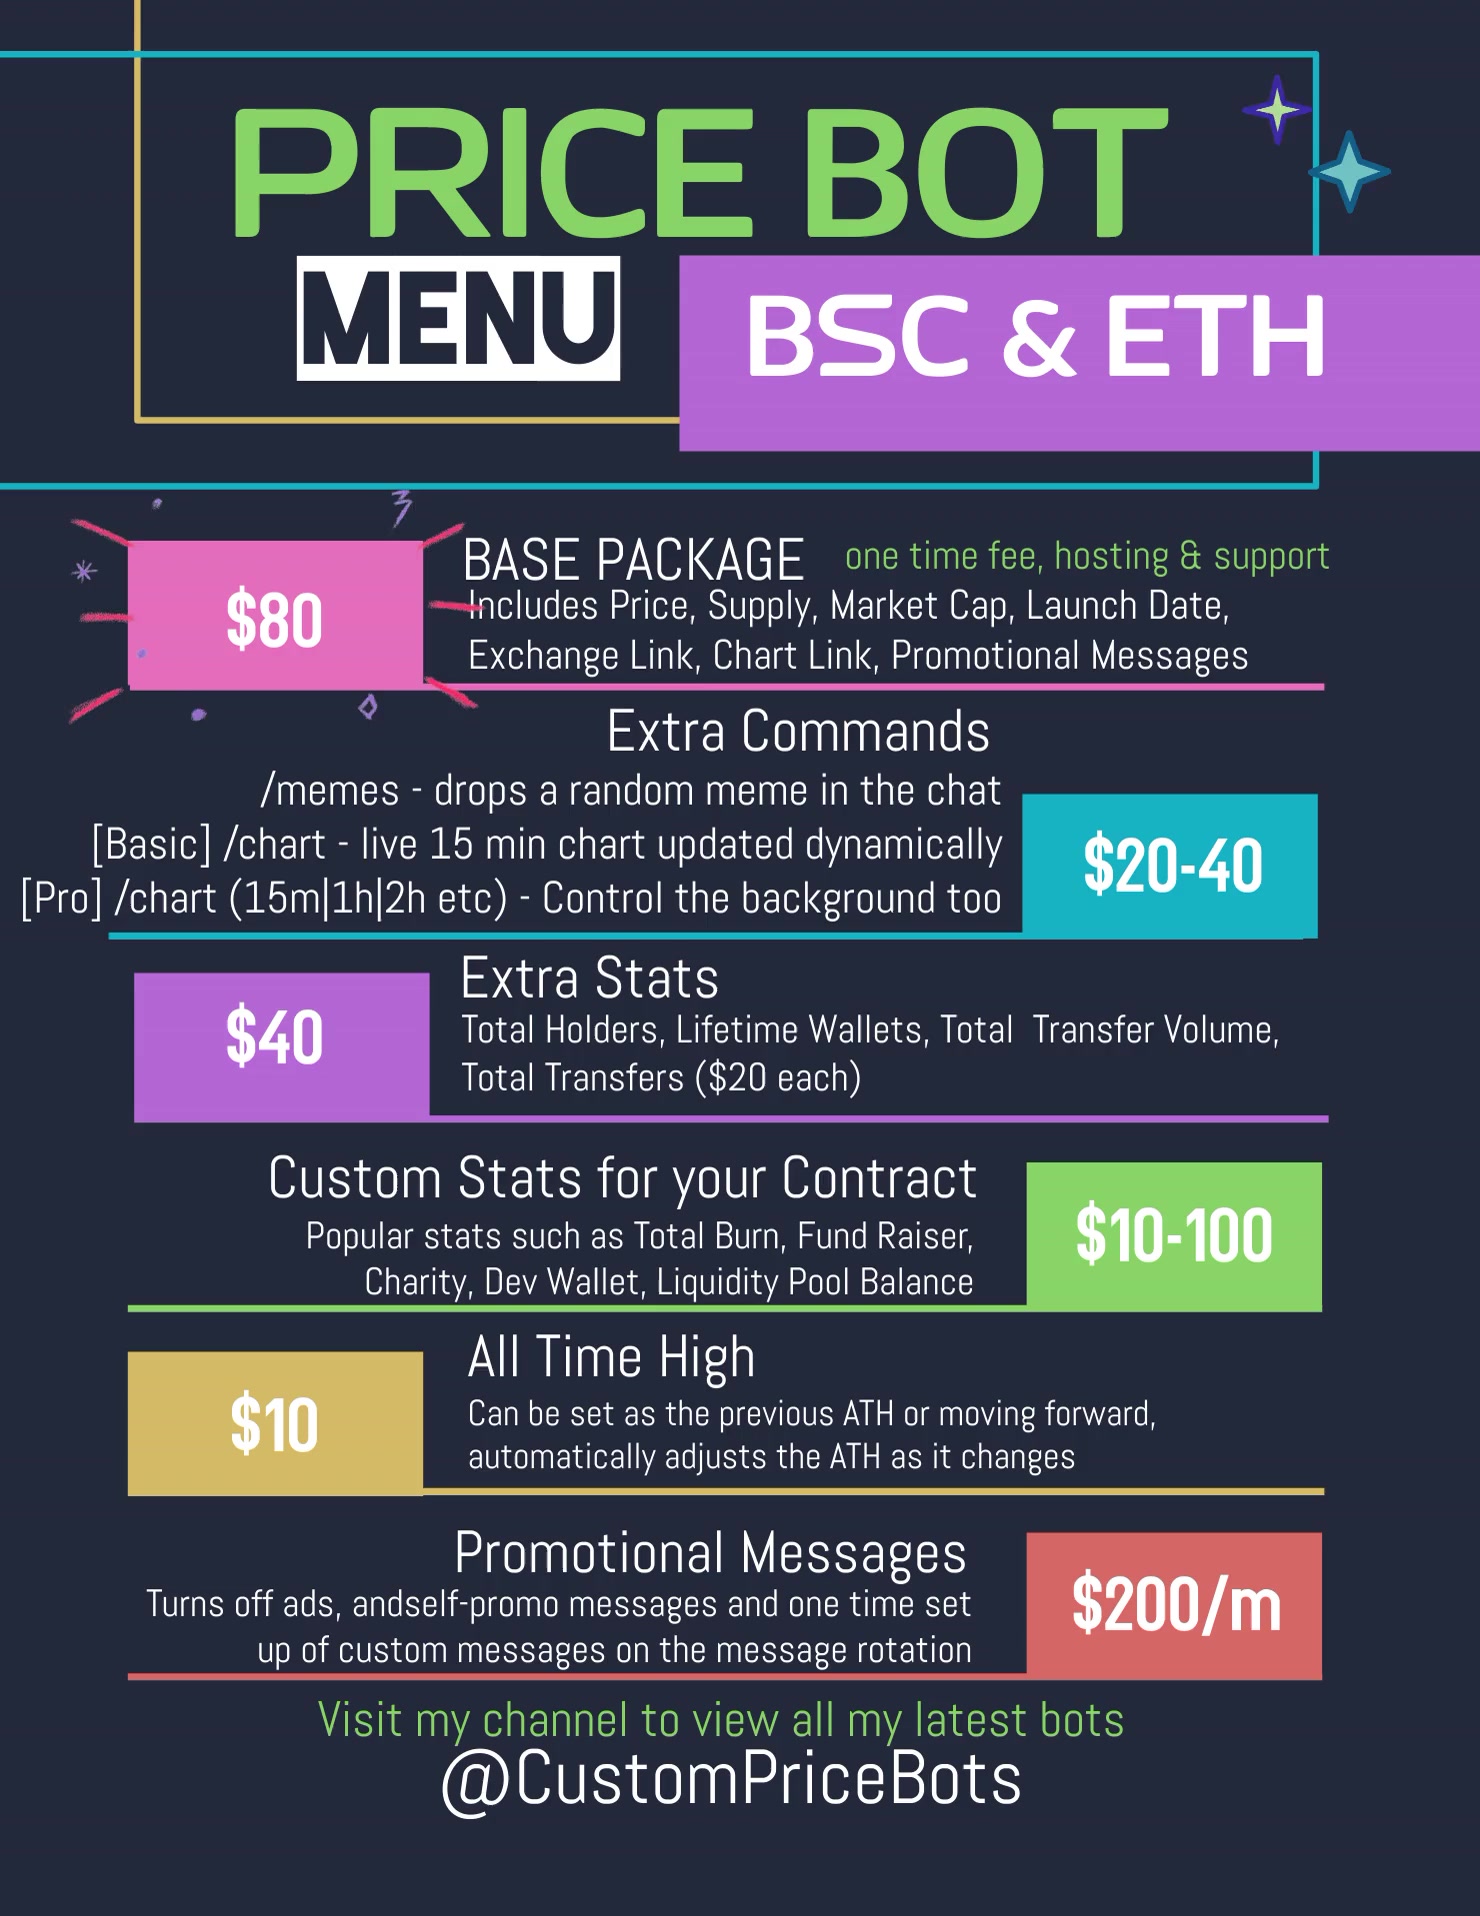 PRICE BOT
MENU
BSC & ETH
$80
BASE PACKAGE one time fee, hosting & support
Includes Price, Supply, Market Cap, Launch Date,
Exchange Link, Chart Link, Promotional Messages
Extra Commands
/memes - drops a random meme in the chat
[Basic] /chart - live 15 min chart updated dynamically
[Pro] /chart (15m|1h|2h etc) - Control the background too
$20-40
$40
Extra Stats
Total Holders, Lifetime Wallets, Total Transfer Volume,
Total Transfers ($20 each)
Custom Stats for your Contract
Popular stats such as Total Burn, Fund Raiser,
Charity, Dev Wallet, Liquidity Pool Balance
$10-100
$10
All Time High
Can be set as the previous ATH or moving forward,
automatically adjusts the ATH as it changes
Promotional Messages
Turns off ads, andself-promo messages and one time set
up of custom messages on the message rotation
$200/m
Visit my channel to view all my latest bots
@CustomPriceBots